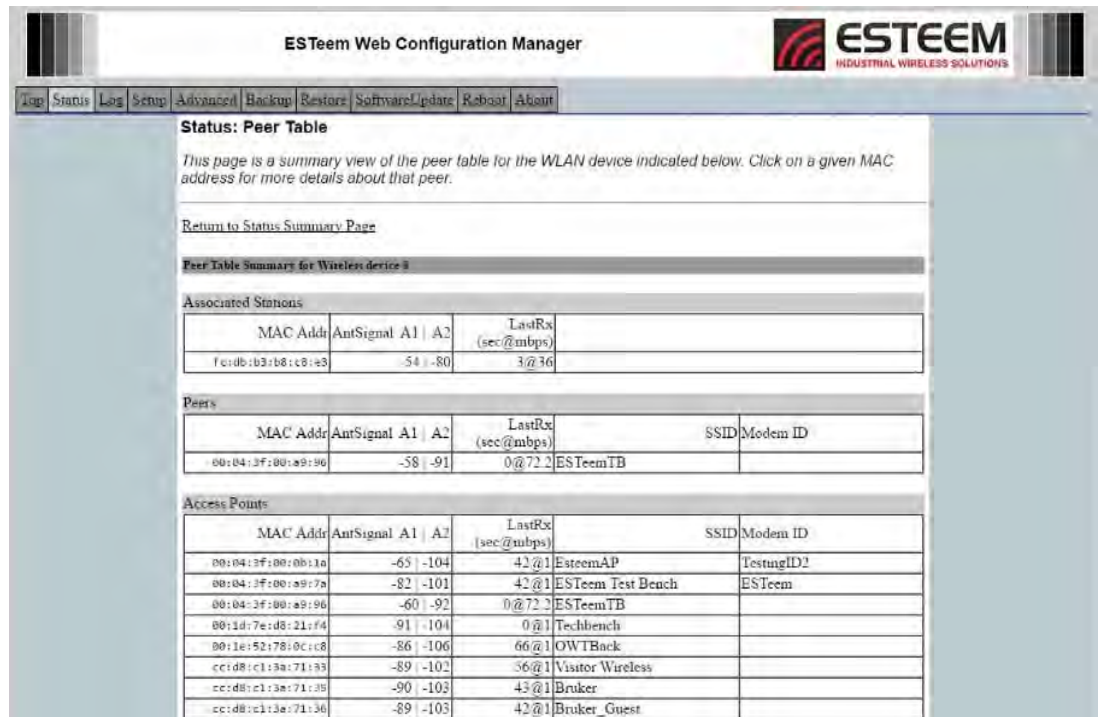 ESTeem Web Configuration Manager
ESTEEM
INDUSTRIAL WIRELESS SOLUTIONS
Top Status Log Setup Advanced Backup Restore SoftwareUpdate Reboot About
Status: Peer Table
This page is a summary view of the peer table for the WLAN device indicated below. Click on a given MAC
address for more details about that peer.
Return to Status Summary Page
Peer Table Summary for Wireless device
Associated Stations
MAC Addr AntSignal A1 | A2 LastRx (sec@mbps)
fc:db:b3:b8:c8:e3 -54 | -80 3@36
Peers
MAC Addr AntSignal A1 | A2 LastRx (sec@mbps) SSID Modem ID
00:04:3f:00:a9:96 -58 | -91 0@72.2 ESTeemTB
Access Points
MAC Addr AntSignal A1 | A2 LastRx (sec@mbps) SSID Modem ID
00:04:3f:00:0b:1a -65 | -104 42@1 EsteemAP TestingID2
00:04:3f:00:a9:7a -82 | -101 42@1 ESTeem Test Bench ESTeem
00:04:3f:00:a9:96 -60 | -92 0@72.2 ESTeemTB
00:1d:7e:d8:21:f4 -91 | -104 0@1 Techbench
00:1e:52:78:0c:c8 -86 | -106 66@1 OWTBack
cc:d8:c1:3a:71:33 -89 | -102 56@1 Visitor Wireless
cc:d8:c1:3a:71:35 -90 | -103 43@1 Bruker
cc:d8:c1:3a:71:36 -89 | -103 42@1 Bruker_Guest